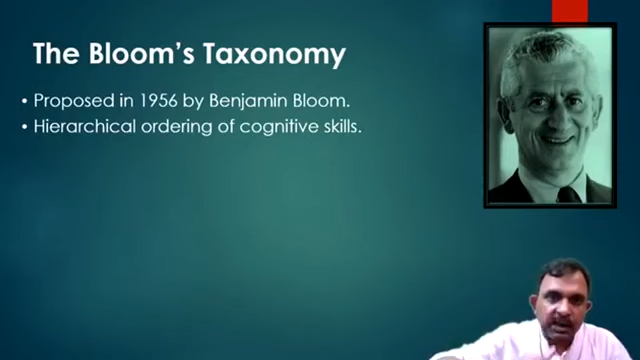 The Bloom's Taxonomy
• Proposed in 1956 by Benjamin Bloom.
• Hierarchical ordering of cognitive skills.